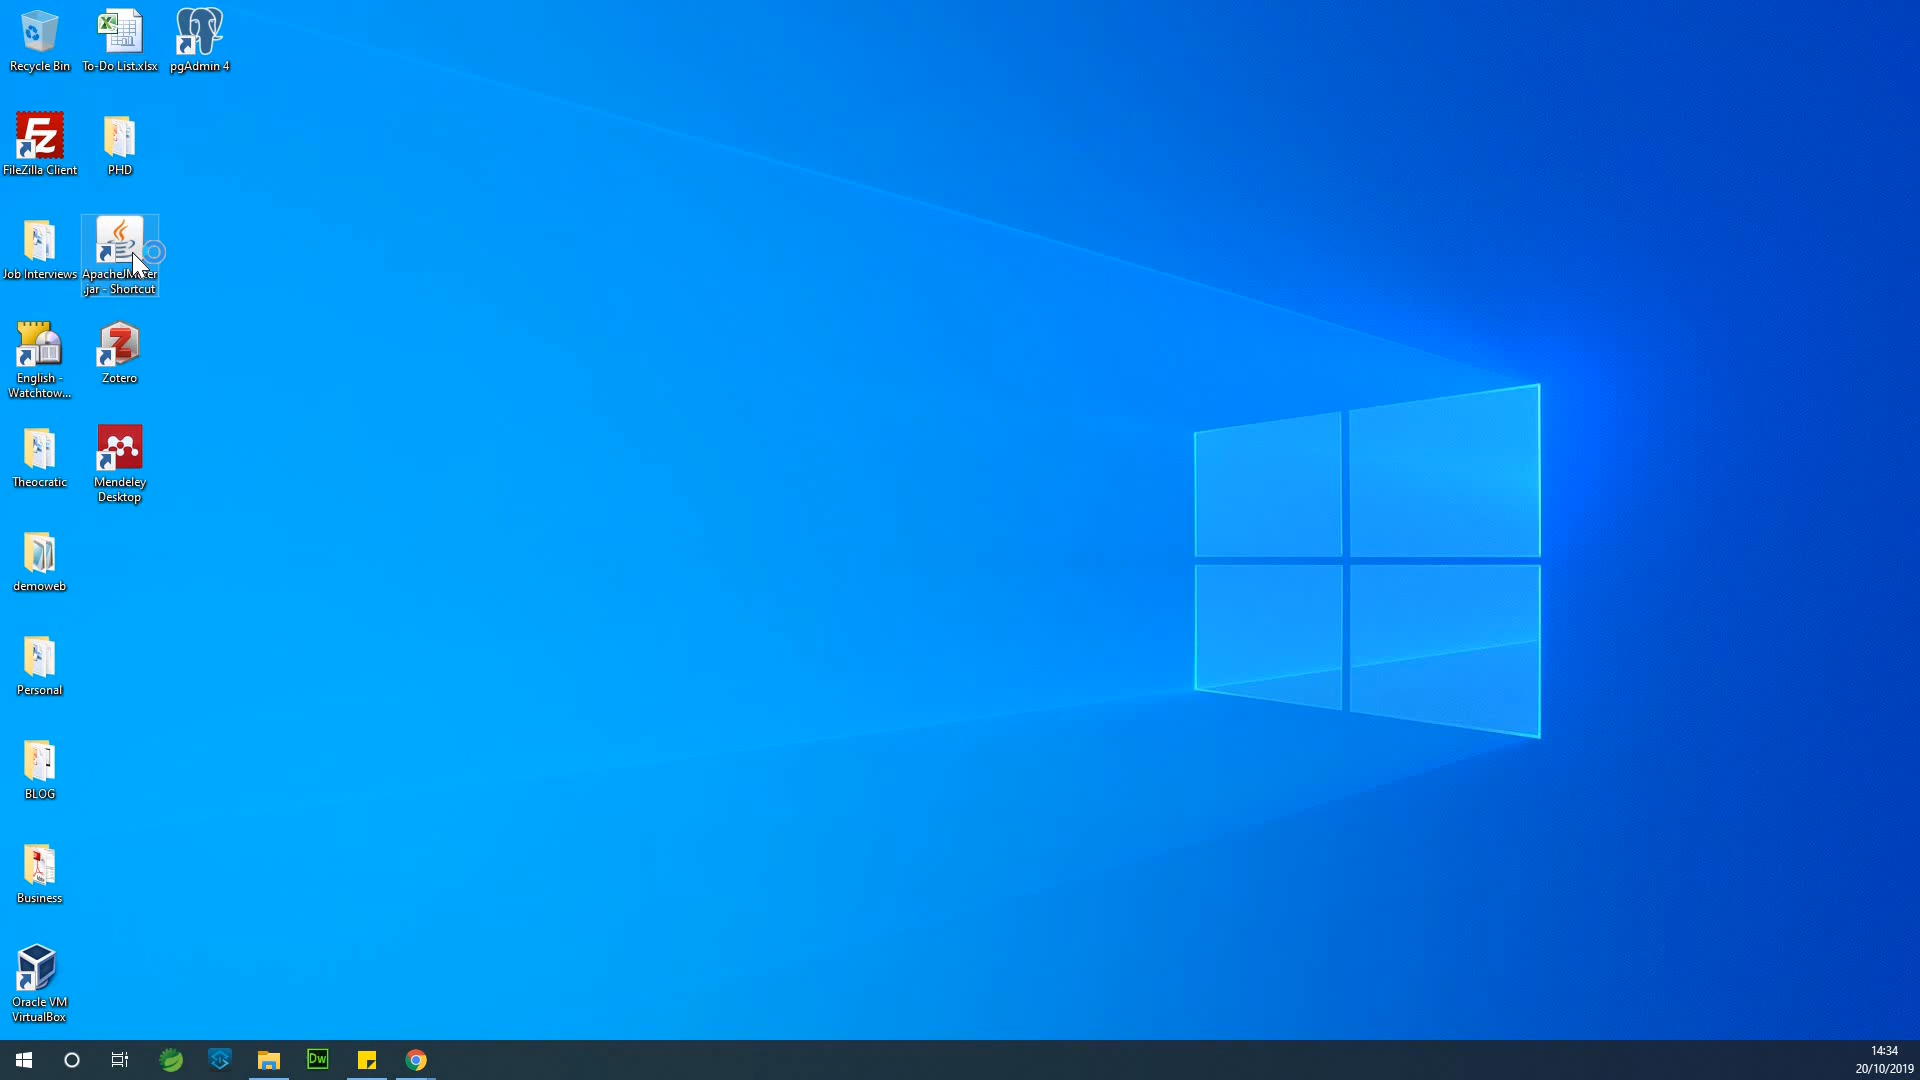 Recycle Bin
To-Do List.xlsx
pgAdmin 4
FileZilla Client
PHD
Job Interviews
.jar - Shortcut
English -
Watchtow...
Zotero
Theocratic
Mendeley
Desktop
demoweb
Personal
BLOG
Business
Oracle VM
VirtualBox
Dw
14:34
20/10/2019